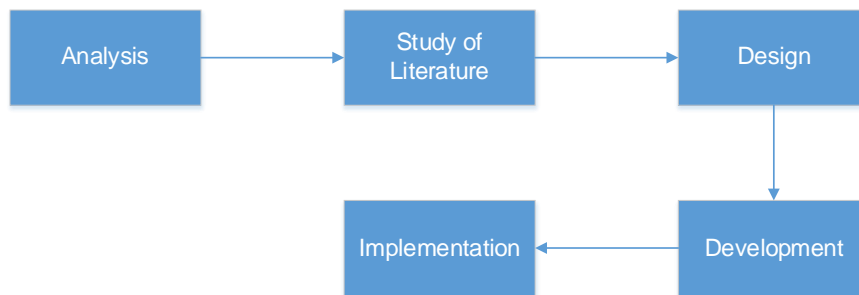 Analysis
Study of
Literature
Design
Implementation
Development